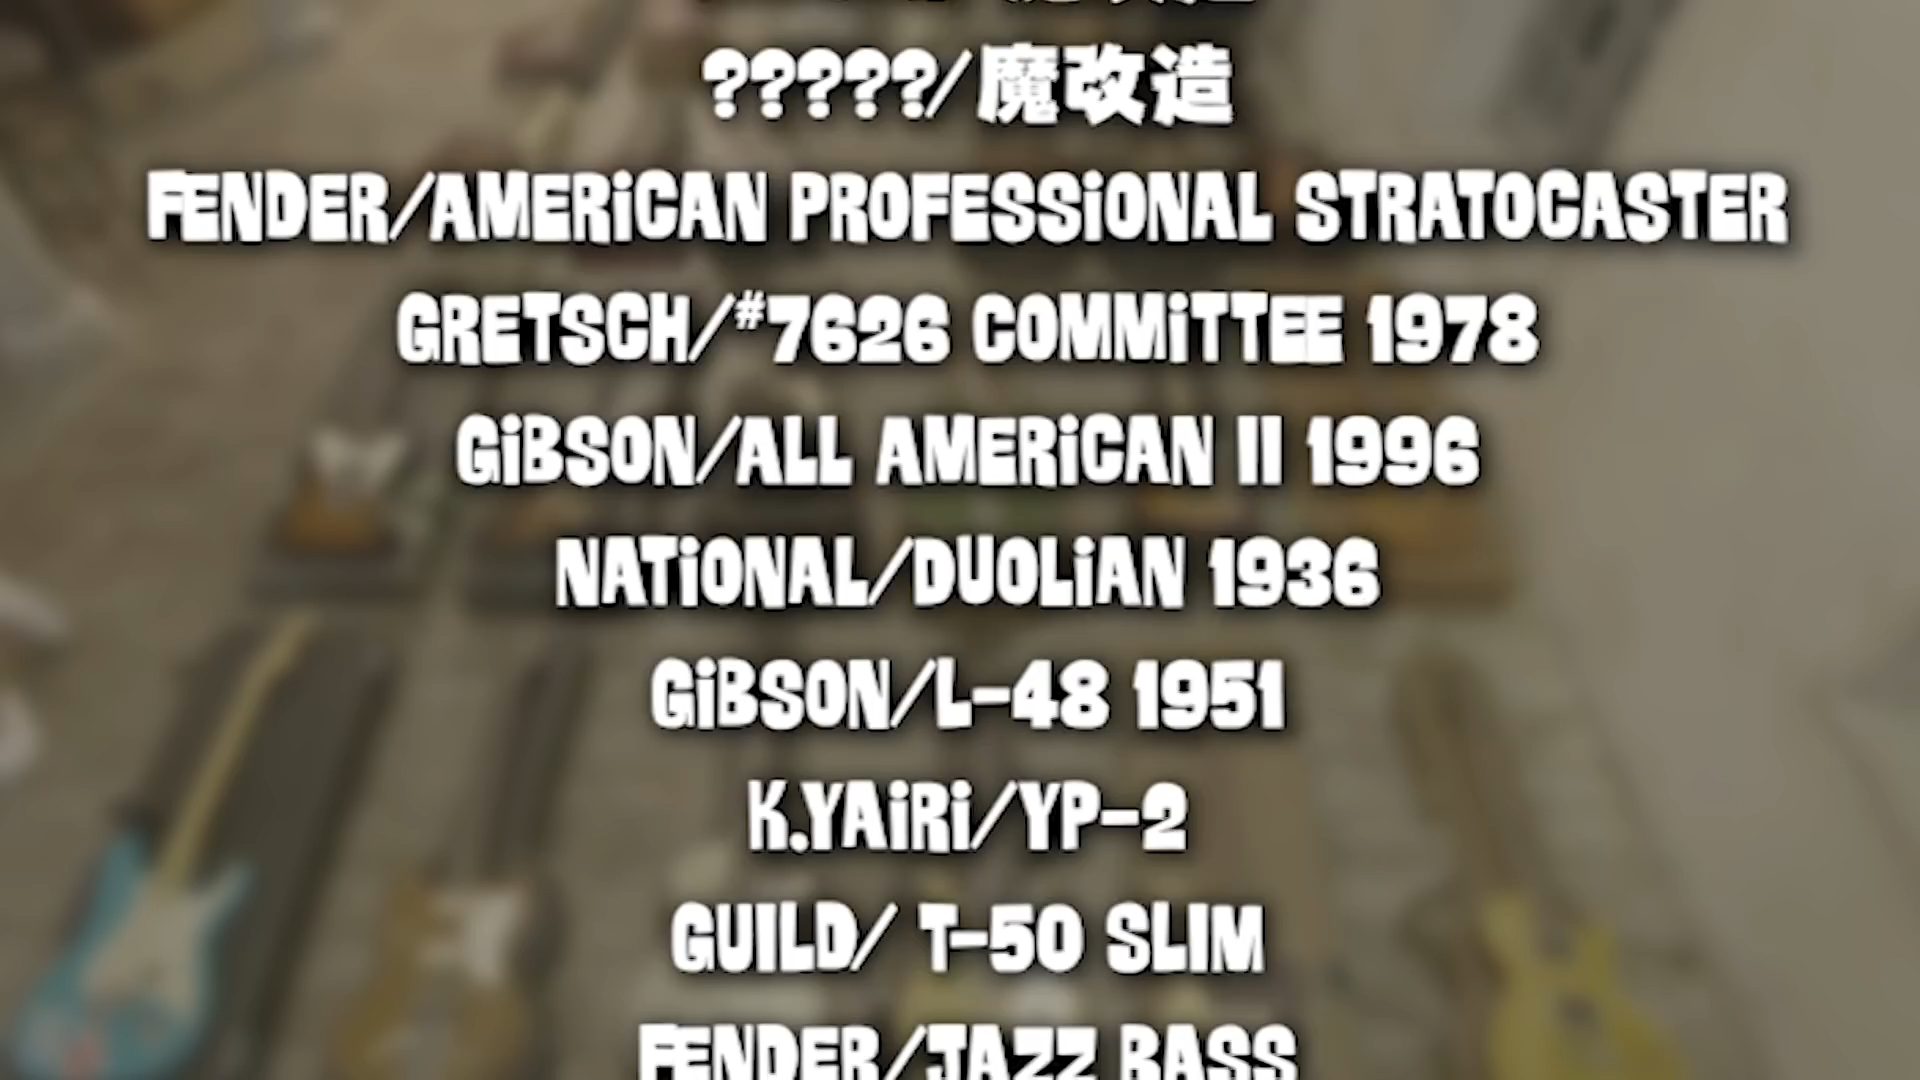 ?????/魔改造
FENDER/AMERiCAN PROFESSiONAL STRATOCASTER
GRETSCH/#7626 COMMiTTEE 1978
GiBSON/ALL AMERiCAN II 1996
NATiONAL/DUOLiAN 1936
GiBSON/L-48 1951
K.YAiRi/YP-2
GUILD/ T-50 SLIM
FENDER/JAZZ BASS